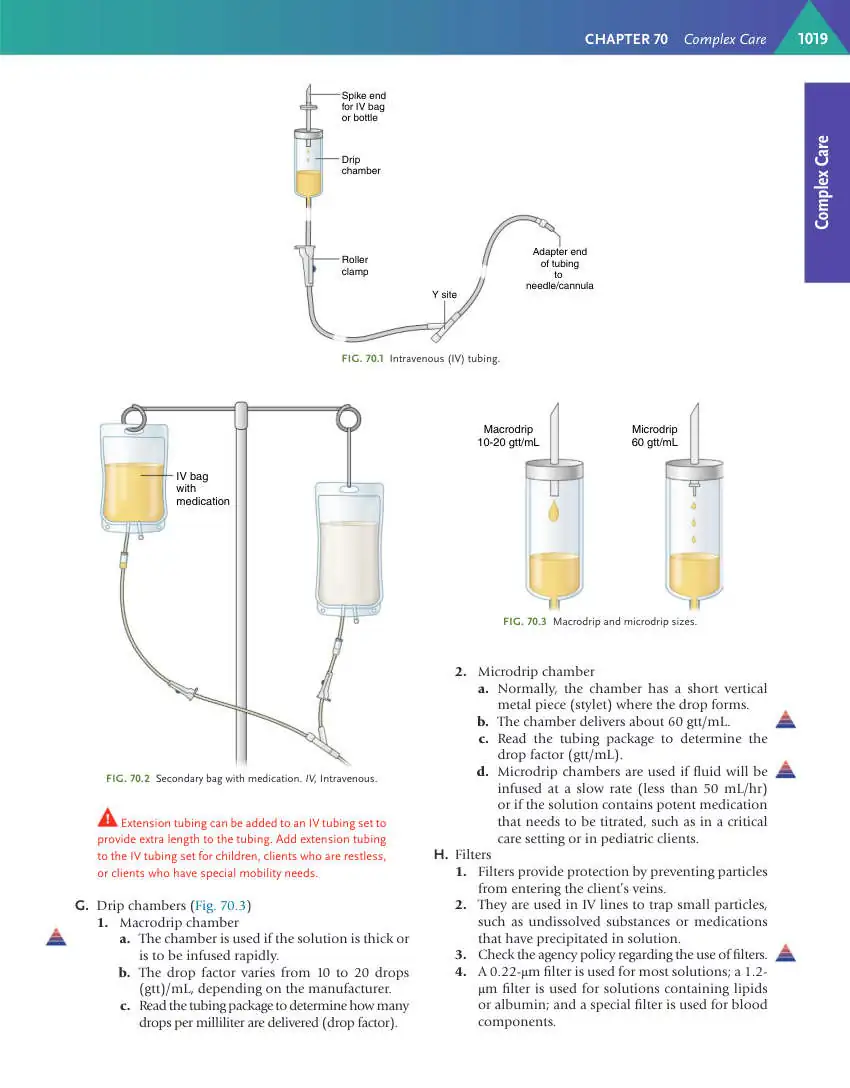 CHAPTER 70 Complex Care 1019
Complex Care
Spike end
for IV bag
or bottle
Drip
chamber
Roller
clamp
Y site
Adapter end
of tubing
to
needle/cannula
FIG. 70.1 Intravenous (IV) tubing.
IV bag
with
medication
FIG. 70.2 Secondary bag with medication. IV, Intravenous.
! Extension tubing can be added to an IV tubing set to
provide extra length to the tubing. Add extension tubing
to the IV tubing set for children, clients who are restless,
or clients who have special mobility needs.
G. Drip chambers (Fig. 70.3)
1. Macrodrip chamber
a. The chamber is used if the solution is thick or
is to be infused rapidly.
b. The drop factor varies from 10 to 20 drops
(gtt)/mL, depending on the manufacturer.
c. Read the tubing package to determine how many
drops per milliliter are delivered (drop factor).
Macrodrip
10-20 gtt/mL
Microdrip
60 gtt/mL
FIG. 70.3 Macrodrip and microdrip sizes.
2. Microdrip chamber
a. Normally, the chamber has a short vertical
metal piece (stylet) where the drop forms.
b. The chamber delivers about 60 gtt/mL.
c. Read the tubing package to determine the
drop factor (gtt/mL).
d. Microdrip chambers are used if fluid will be
infused at a slow rate (less than 50 mL/hr)
or if the solution contains potent medication
that needs to be titrated, such as in a critical
care setting or in pediatric clients.
H. Filters
1. Filters provide protection by preventing particles
from entering the client's veins.
2. They are used in IV lines to trap small particles,
such as undissolved substances or medications
that have precipitated in solution.
3. Check the agency policy regarding the use of filters.
4. A 0.22-μm filter is used for most solutions; a 1.2-
μm filter is used for solutions containing lipids
or albumin; and a special filter is used for blood
components.